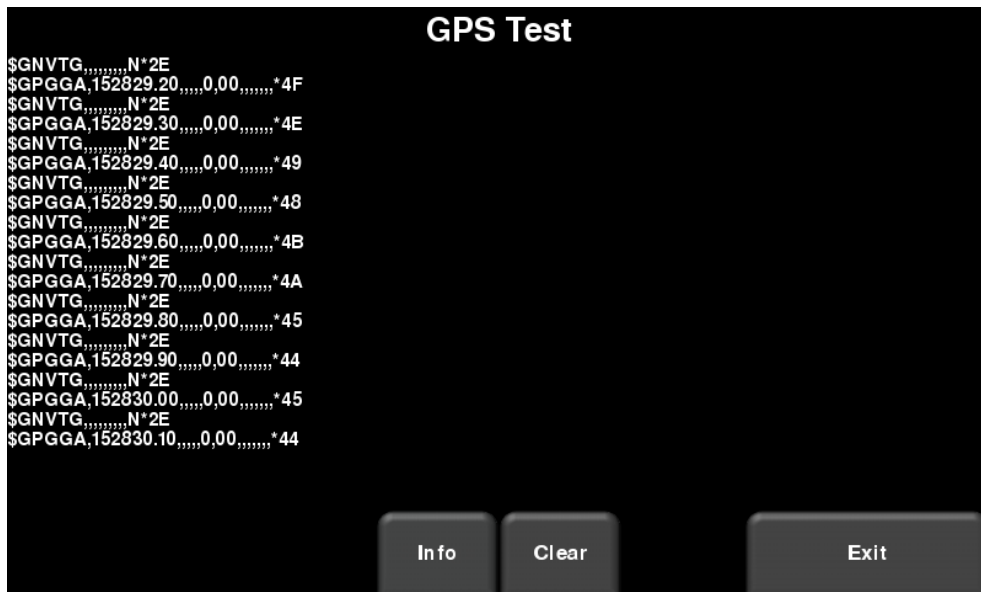 GPS Test
$GNVTG,,,,,,,,,N*2E
$GPGGA,152829.20,,,,,0,00,,,,,,,*4F
$GNVTG,,,,,,,,,N*2E
$GPGGA,152829.30,,,,,0,00,,,,,,,*4E
$GNVTG,,,,,,,,,N*2E
$GPGGA,152829.40,,,,,0,00,,,,,,,*49
$GNVTG,,,,,,,,,N*2E
$GPGGA,152829.50,,,,,0,00,,,,,,,*48
$GNVTG,,,,,,,,,N*2E
$GPGGA,152829.60,,,,,0,00,,,,,,,*4B
$GNVTG,,,,,,,,,N*2E
$GPGGA,152829.70,,,,,0,00,,,,,,,*4A
$GNVTG,,,,,,,,,N*2E
$GPGGA,152829.80,,,,,0,00,,,,,,,*45
$GNVTG,,,,,,,,,N*2E
$GPGGA,152829.90,,,,,0,00,,,,,,,*44
$GNVTG,,,,,,,,,N*2E
$GPGGA,152830.00,,,,,0,00,,,,,,,*45
$GNVTG,,,,,,,,,N*2E
$GPGGA,152830.10,,,,,0,00,,,,,,,*44
Info Clear Exit